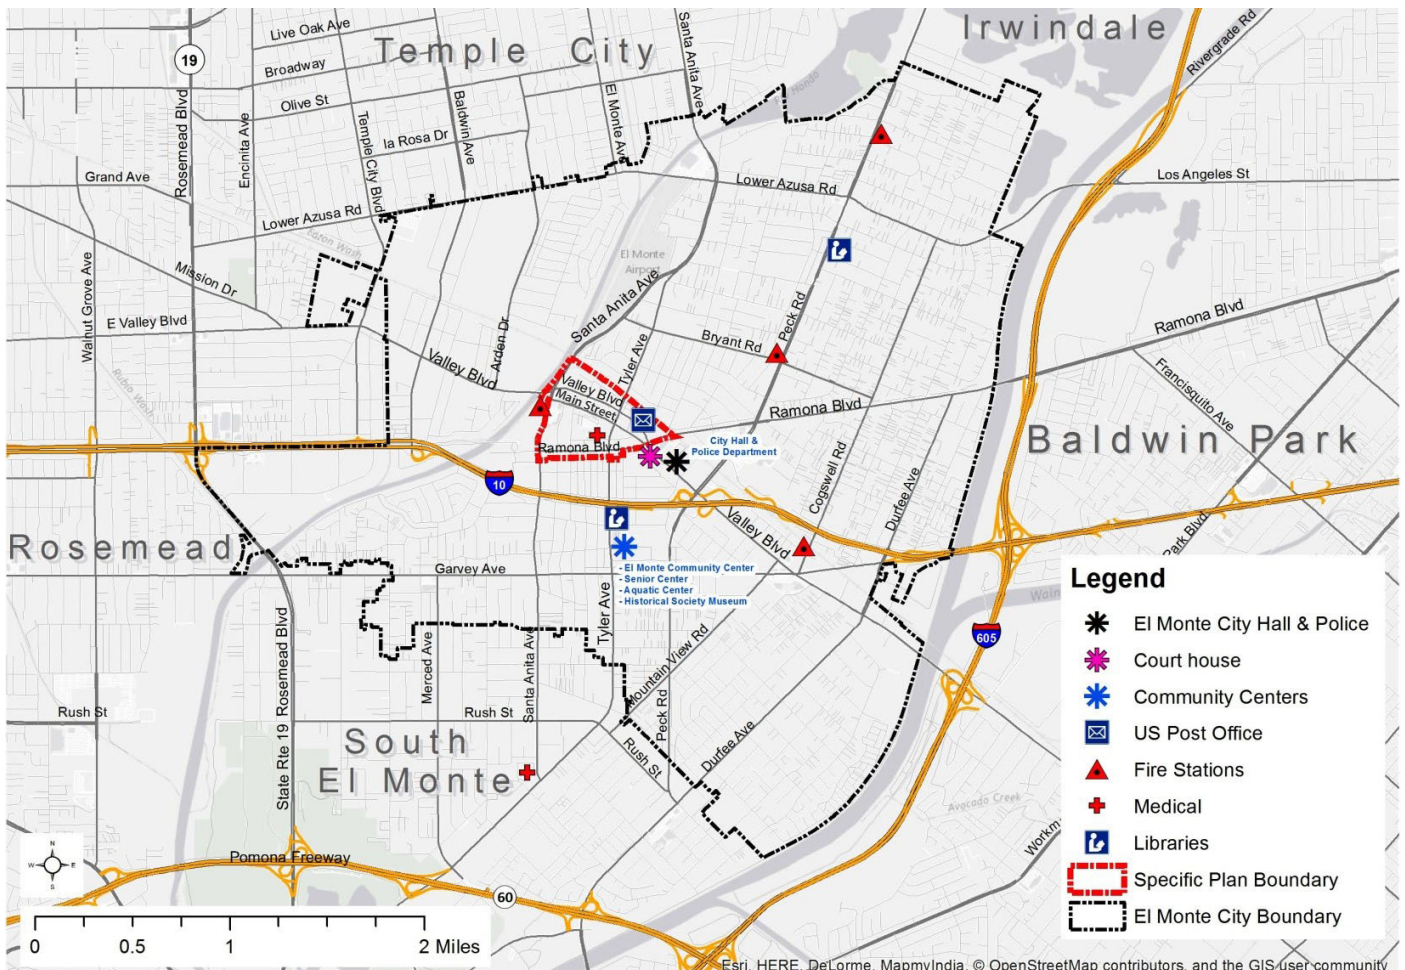 Irwindale
Temple City
Live Oak Ave
19
Broadway
Olive St
Rosemead Blvd
Encinita Ave
Temple City Blvd
Baldwin Ave
la Rosa Dr
El Monte Ave
Santa Anita Ave
Rio Hondo
Rivergrade Rd
Grand Ave
Lower Azusa Rd
Lower Azusa Rd
Los Angeles St
Eaton Wash
El Monte
Airport
Mission Dr
Walnut Grove Ave
E Valley Blvd
Rubio Wash
Valley Blvd
Arden Dr
Santa Anita Ave
Tyler Ave
Bryant Rd
Peck Rd
Ramona Blvd
Francisquito Ave
Valley Blvd
Main Street
Ramona Blvd
Ramona Blvd
City Hall &
Police Department
Baldwin Park
Cogswell Rd
Durfee Ave
10
Valley Blvd
Rosemead
Garvey Ave
- El Monte Community Center
- Senior Center
- Aquatic Center
- Historical Society Museum
Park Blvd
605
State Rte 19 Rosemead Blvd
Merced Ave
Santa Anita Ave
Tyler Ave
Mountain View Rd
Peck Rd
Rush St
Rush St
Rush St
Durfee Ave
South
El Monte
Avocado Creek
Pomona Freeway
60
N
W
E
S
0
0.5
1
2 Miles
Legend
El Monte City Hall & Police
Court house
Community Centers
US Post Office
Fire Stations
Medical
Libraries
Specific Plan Boundary
El Monte City Boundary
Esri, HERE, DeLorme, MapmyIndia, © OpenStreetMap contributors, and the GIS user community